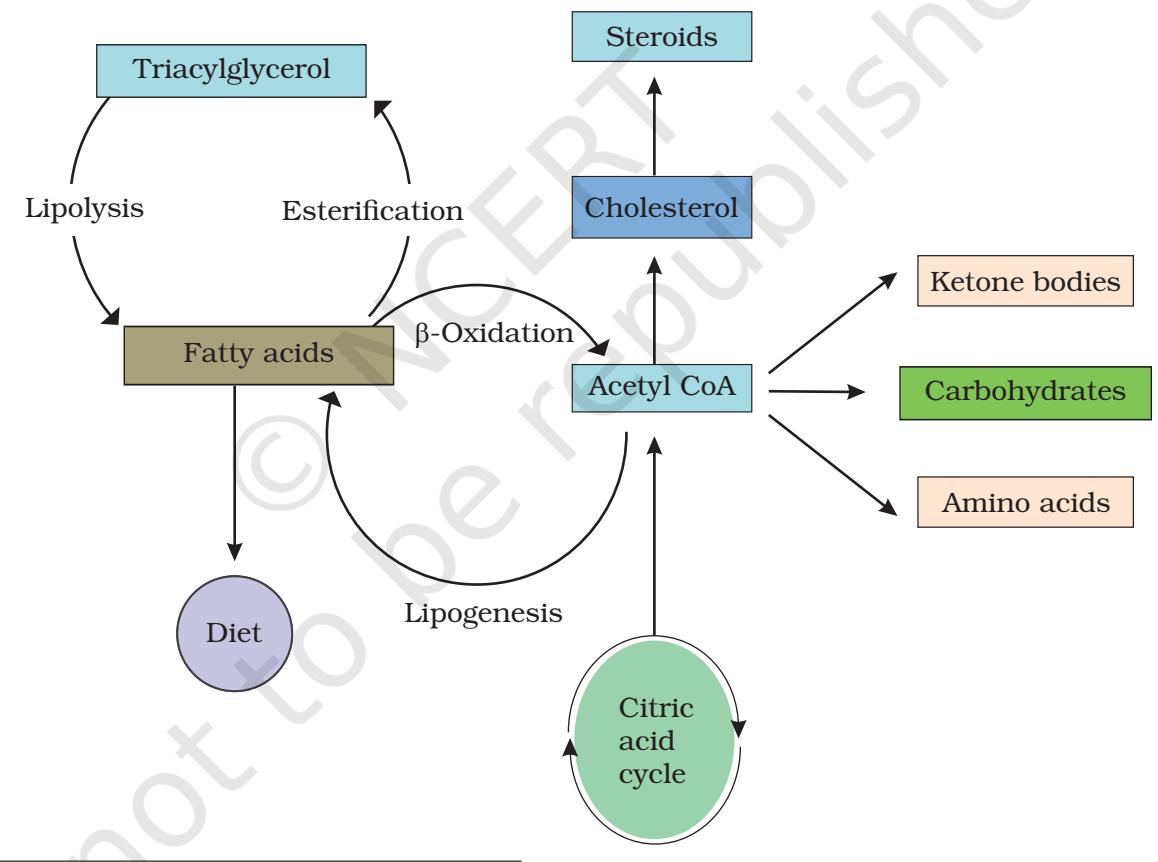 Steroids
Triacylglycerol
Cholesterol
Lipolysis
Esterification
Ketone bodies
β-Oxidation
Fatty acids
Acetyl CoA
Carbohydrates
Amino acids
Lipogenesis
Diet
Citric
acid
cycle
© NCERT
not to be republishe